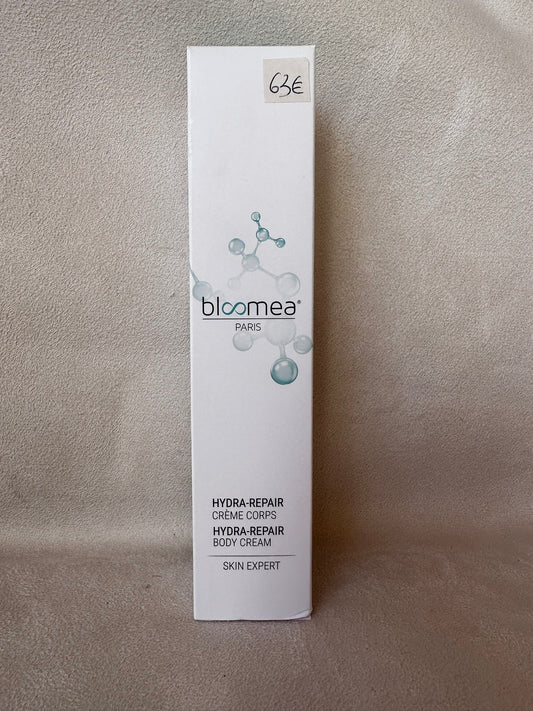 63€
bloomea®
PARIS
HYDRA-REPAIR
CRÈME CORPS
HYDRA-REPAIR
BODY CREAM
SKIN EXPERT